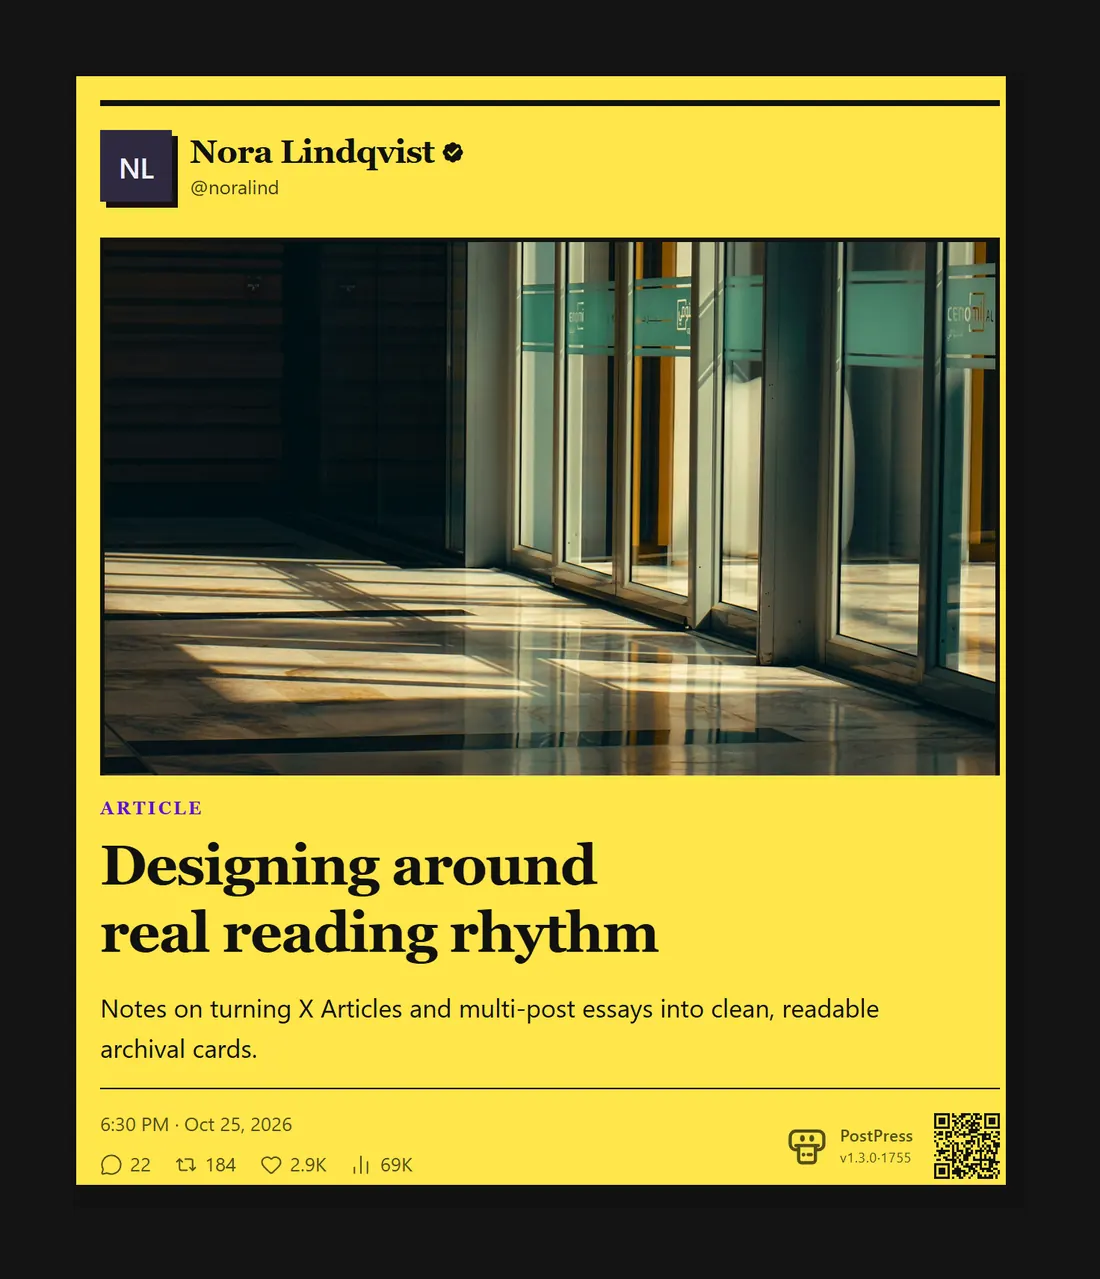 NL
Nora Lindqvist
@noralind
ARTICLE
Designing around
real reading rhythm
Notes on turning X Articles and multi-post essays into clean, readable
archival cards.
6:30 PM · Oct 25, 2026
22 184 2.9K 69K
PostPress
v1.3.0·1755